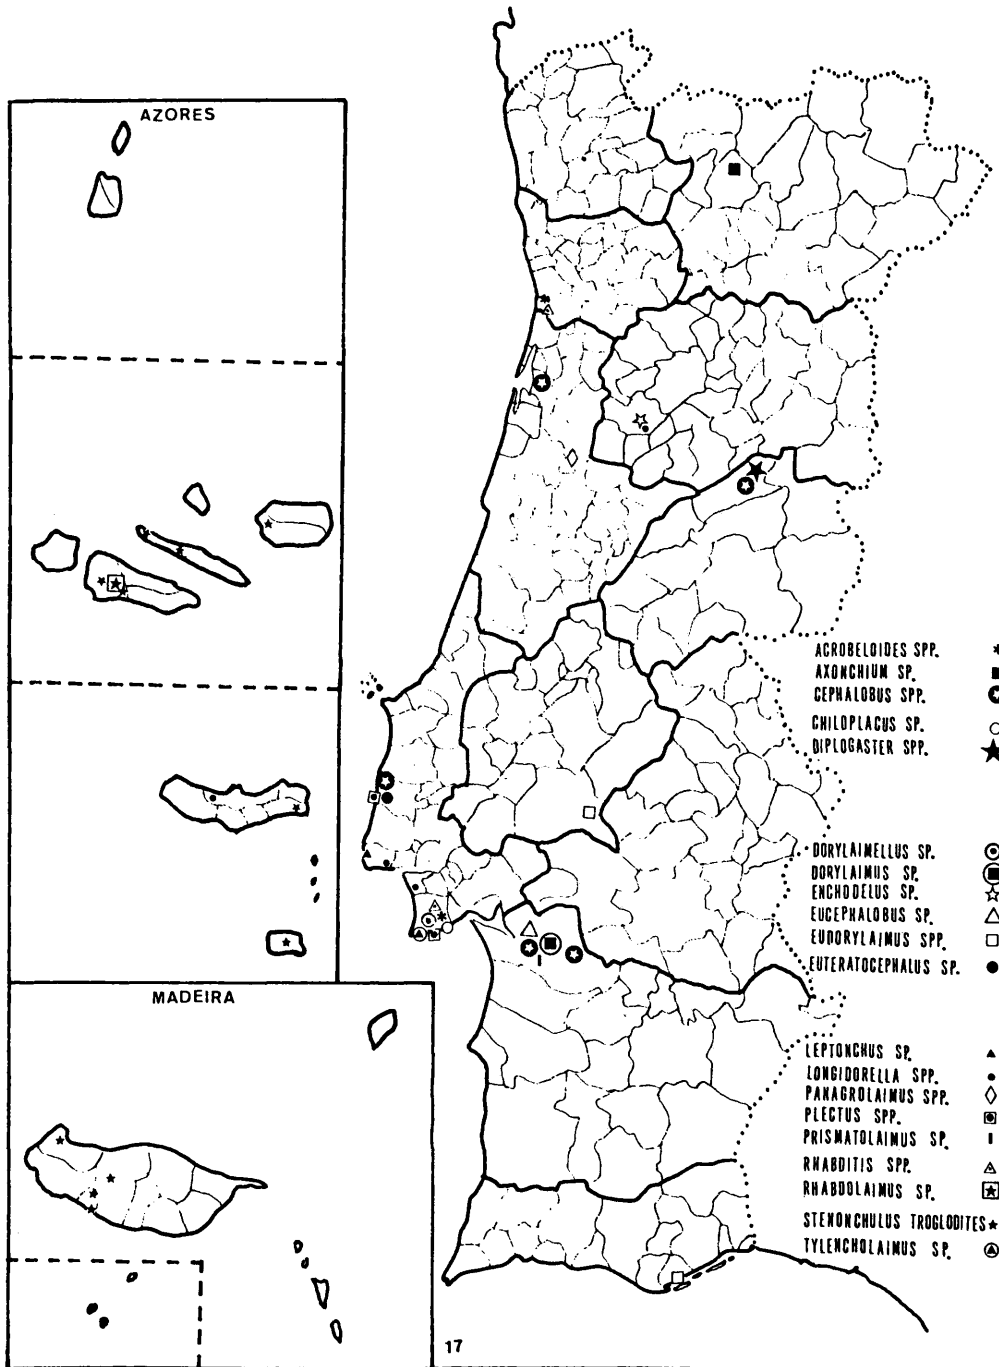 AZORES
ACROBELOIDES SPP.
AXONCHIUM SP.
CEPHALOBUS SPP.
CHILOPLACUS SP.
DIPLOGASTER SPP.
DORYLAIMELLUS SP.
DORYLAIMUS SP.
ENCHODELUS SP.
EUCEPHALOBUS SP.
EUDORYLAIMUS SPP.
EUTERATOCEPHALUS SP.
MADEIRA
LEPTONCHUS SP.
LONGIDORELLA SPP.
PANAGROLAIMUS SPP.
PLECTUS SPP.
PRISMATOLAIMUS SP.
RHABDITIS SPP.
RHABDOLAIMUS SP.
STENONCHULUS TROGLODITES
TYLENCHOLAIMUS SP.
17